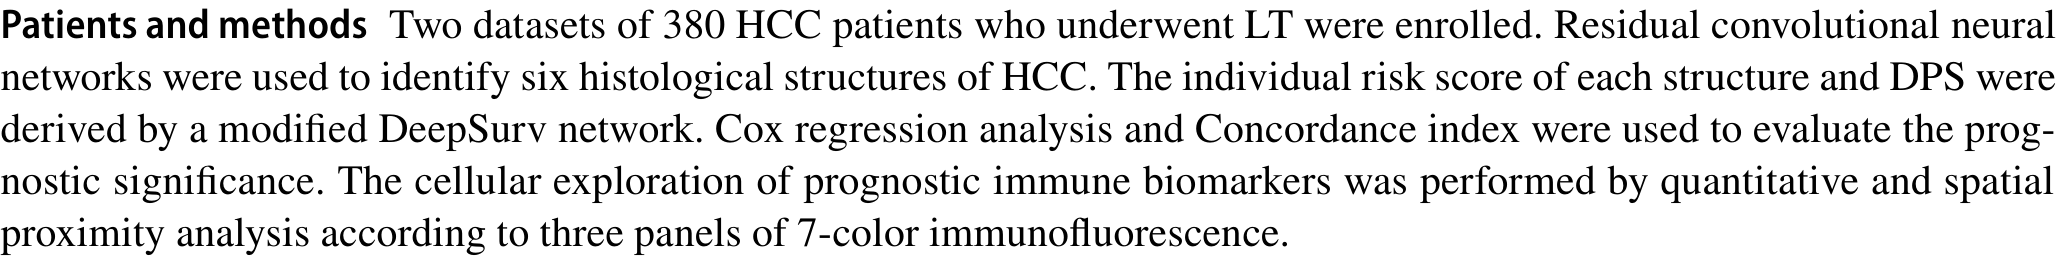 Patients and methods Two datasets of 380 HCC patients who underwent LT were enrolled. Residual convolutional neural
networks were used to identify six histological structures of HCC. The individual risk score of each structure and DPS were
derived by a modified DeepSurv network. Cox regression analysis and Concordance index were used to evaluate the prog-
nostic significance. The cellular exploration of prognostic immune biomarkers was performed by quantitative and spatial
proximity analysis according to three panels of 7-color immunofluorescence.